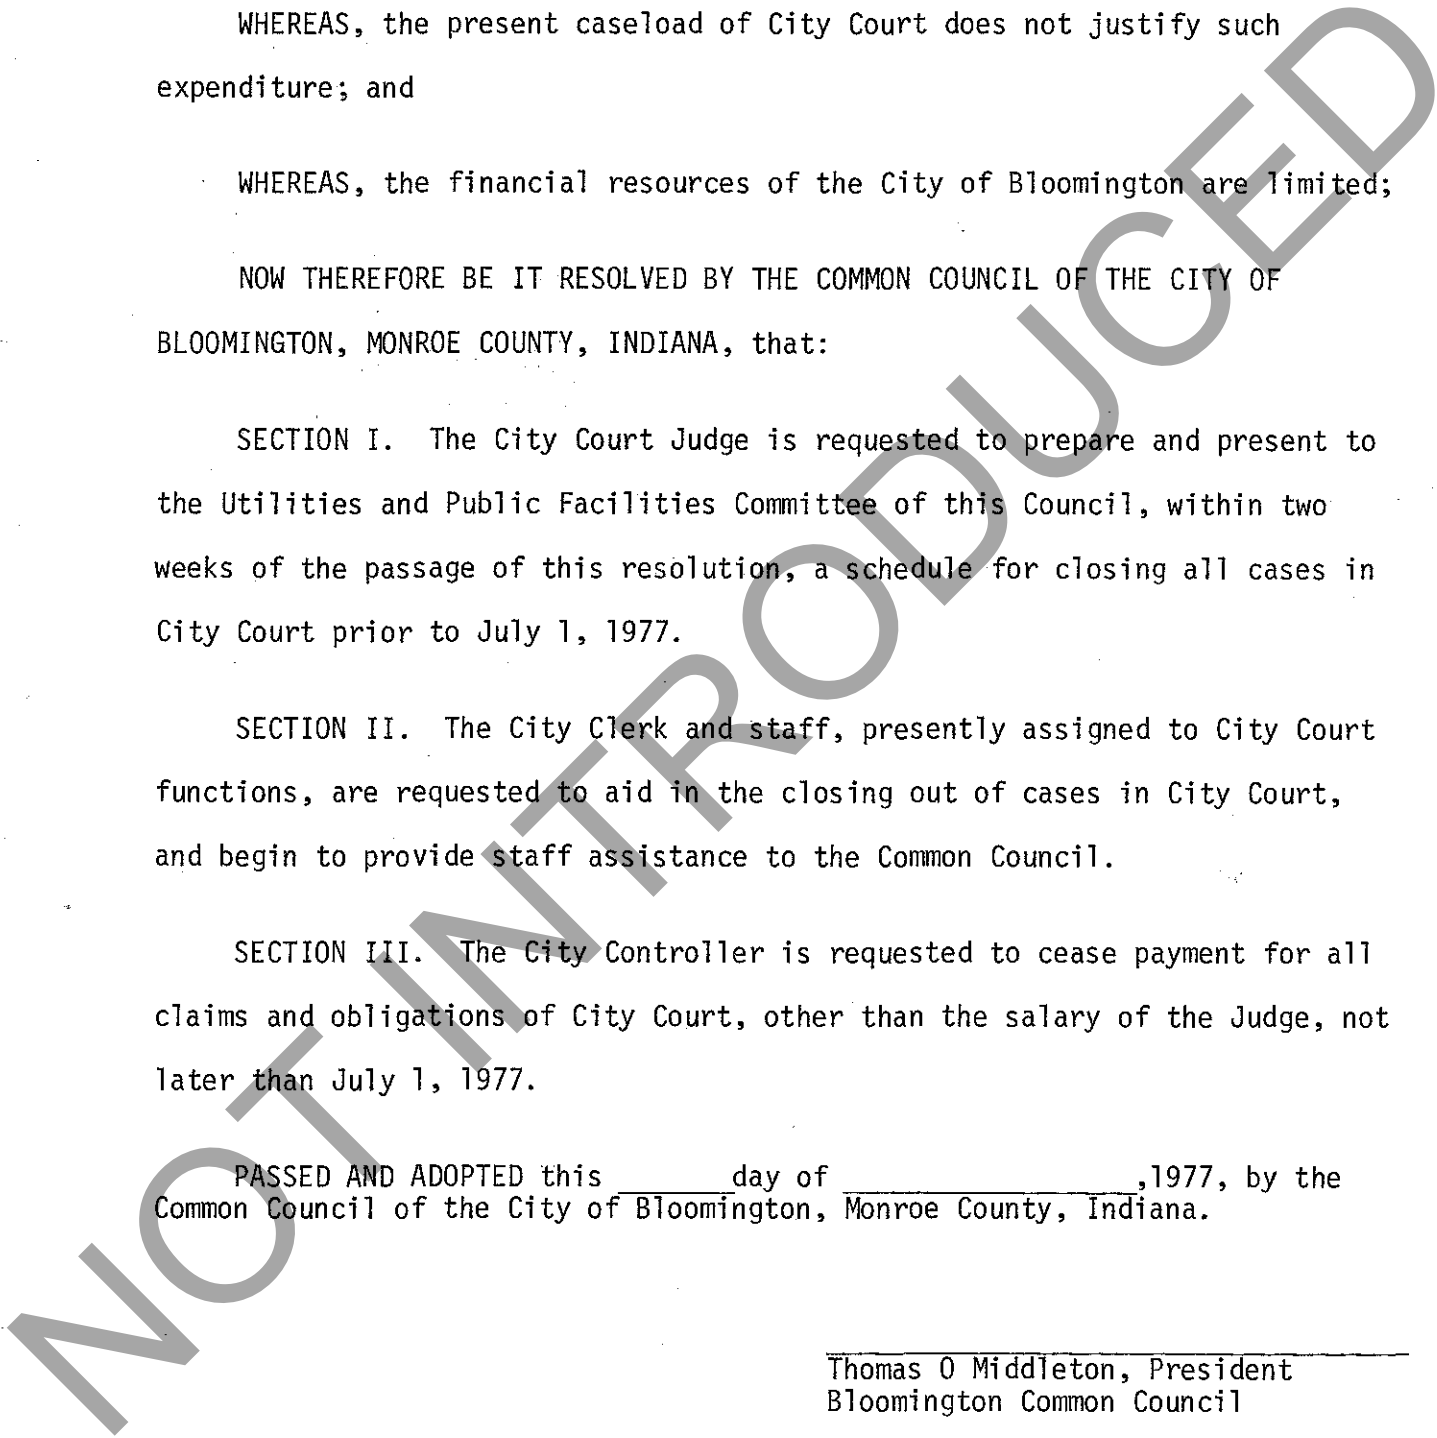 WHEREAS, the present caseload of City Court does not justify such
expenditure; and
WHEREAS, the financial resources of the City of Bloomington are limited;
NOW THEREFORE BE IT RESOLVED BY THE COMMON COUNCIL OF THE CITY OF
BLOOMINGTON, MONROE COUNTY, INDIANA, that:
SECTION I. The City Court Judge is requested to prepare and present to
the Utilities and Public Facilities Committee of this Council, within two
weeks of the passage of this resolution, a schedule for closing all cases in
City Court prior to July 1, 1977.
SECTION II. The City Clerk and staff, presently assigned to City Court
functions, are requested to aid in the closing out of cases in City Court,
and begin to provide staff assistance to the Common Council.
SECTION III. The City Controller is requested to cease payment for all
claims and obligations of City Court, other than the salary of the Judge, not
later than July 1, 1977.
PASSED AND ADOPTED this _______day of __________________,1977, by the
Common Council of the City of Bloomington, Monroe County, Indiana.
Thomas O Middleton, President
Bloomington Common Council
NOT INTRODUCED